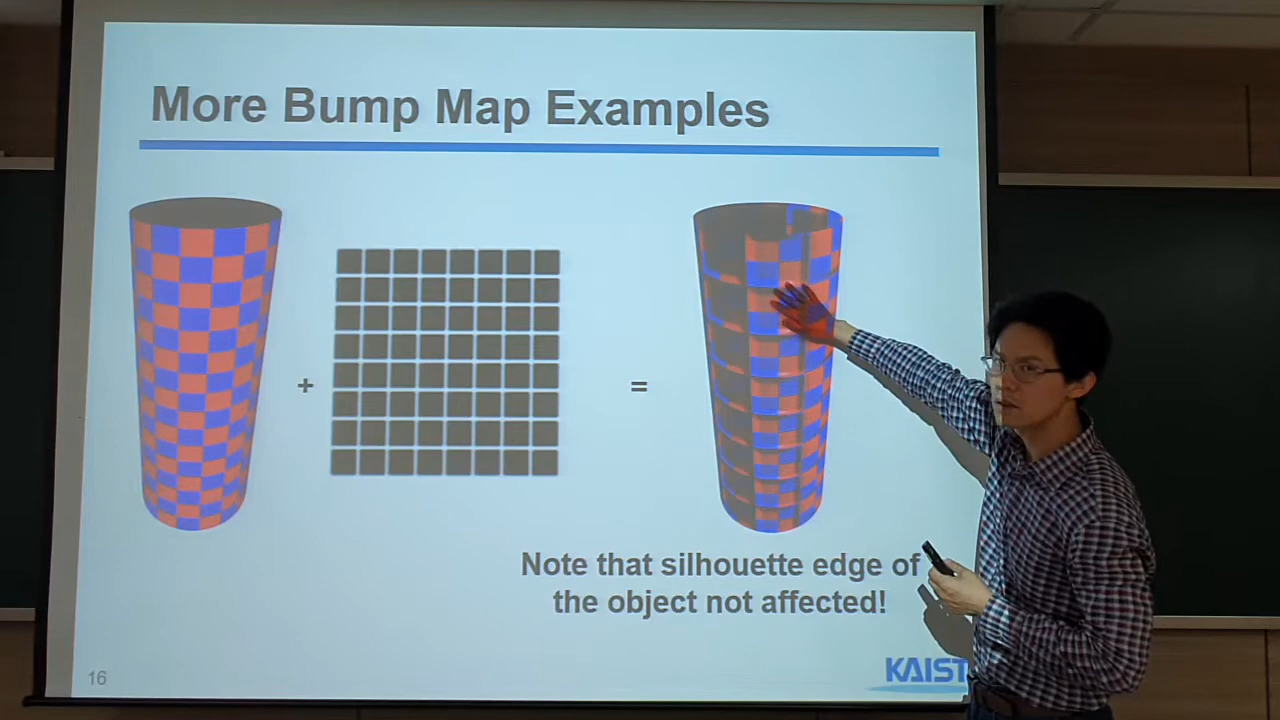 More Bump Map Examples
+
=
Note that silhouette edge of
the object not affected!
16
KAIST